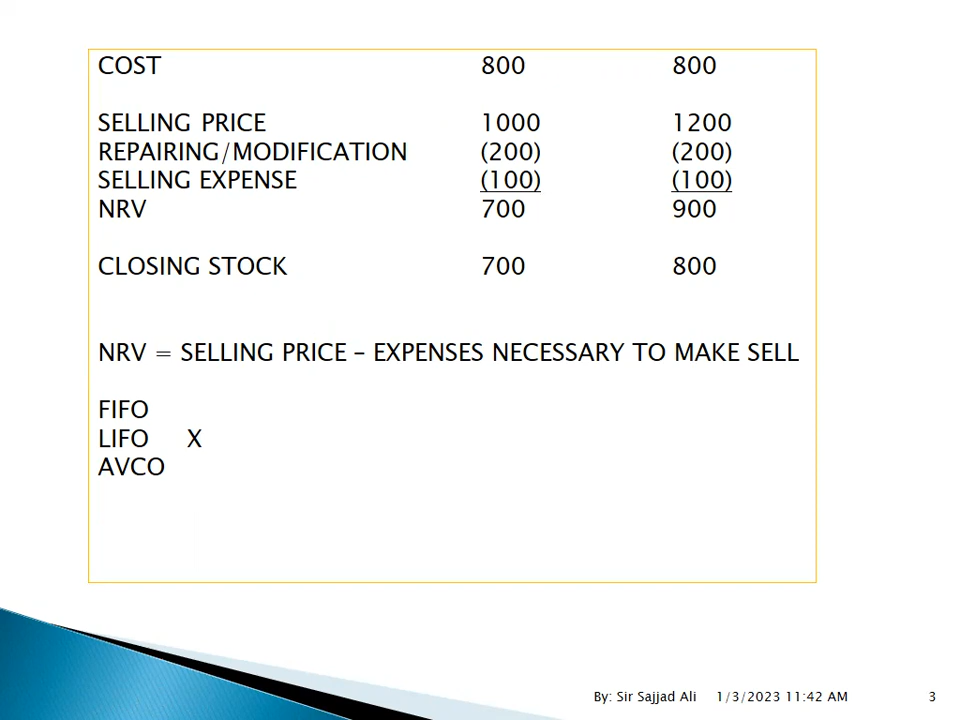 COST 800 800
SELLING PRICE 1000 1200
REPAIRING/MODIFICATION (200) (200)
SELLING EXPENSE (100) (100)
NRV 700 900
CLOSING STOCK 700 800
NRV = SELLING PRICE – EXPENSES NECESSARY TO MAKE SELL
FIFO
LIFO X
AVCO
By: Sir Sajjad Ali 1/3/2023 11:42 AM 3